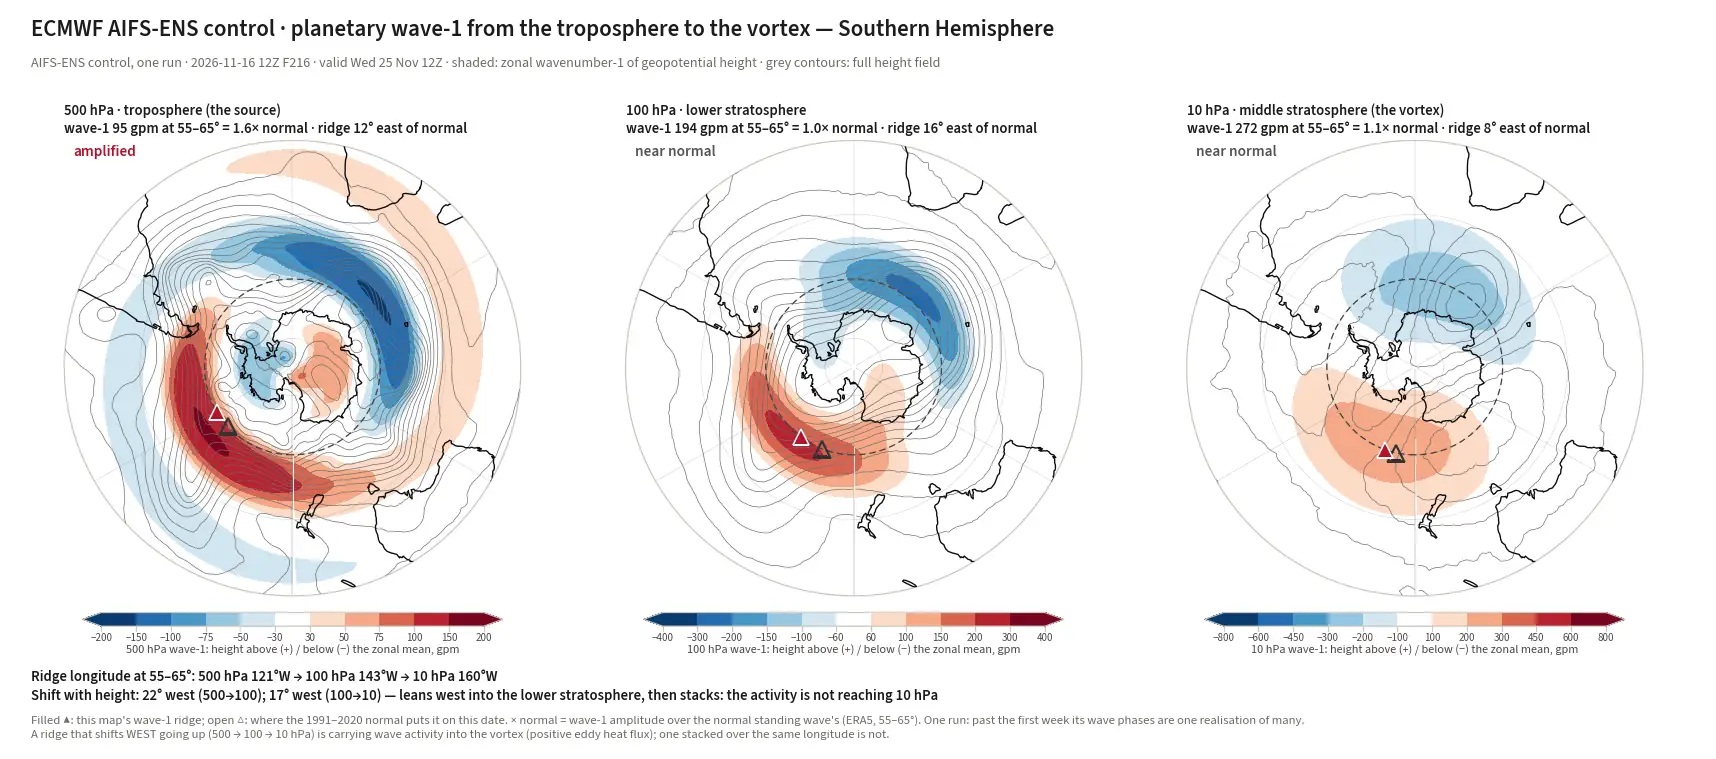 ECMWF AIFS-ENS control · planetary wave-1 from the troposphere to the vortex — Southern Hemisphere
AIFS-ENS control, one run · 2026-11-16 12Z F216 · valid Wed 25 Nov 12Z · shaded: zonal wavenumber-1 of geopotential height · grey contours: full height field
500 hPa · troposphere (the source)
wave-1 95 gpm at 55–65° = 1.6× normal · ridge 12° east of normal
amplified
100 hPa · lower stratosphere
wave-1 194 gpm at 55–65° = 1.0× normal · ridge 16° east of normal
near normal
10 hPa · middle stratosphere (the vortex)
wave-1 272 gpm at 55–65° = 1.1× normal · ridge 8° east of normal
near normal
−200 −150 −100 −75 −50 −30 30 50 75 100 150 200
500 hPa wave-1: height above (+) / below (−) the zonal mean, gpm
−400 −300 −200 −150 −100 −60 60 100 150 200 300 400
100 hPa wave-1: height above (+) / below (−) the zonal mean, gpm
−800 −600 −450 −300 −200 −100 100 200 300 450 600 800
10 hPa wave-1: height above (+) / below (−) the zonal mean, gpm
Ridge longitude at 55–65°: 500 hPa 121°W → 100 hPa 143°W → 10 hPa 160°W
Shift with height: 22° west (500→100); 17° west (100→10) — leans west into the lower stratosphere, then stacks: the activity is not reaching 10 hPa
Filled ▲: this map's wave-1 ridge; open △: where the 1991–2020 normal puts it on this date. × normal = wave-1 amplitude over the normal standing wave's (ERA5, 55–65°). One run: past the first week its wave phases are one realisation of many.
A ridge that shifts WEST going up (500 → 100 → 10 hPa) is carrying wave activity into the vortex (positive eddy heat flux); one stacked over the same longitude is not.